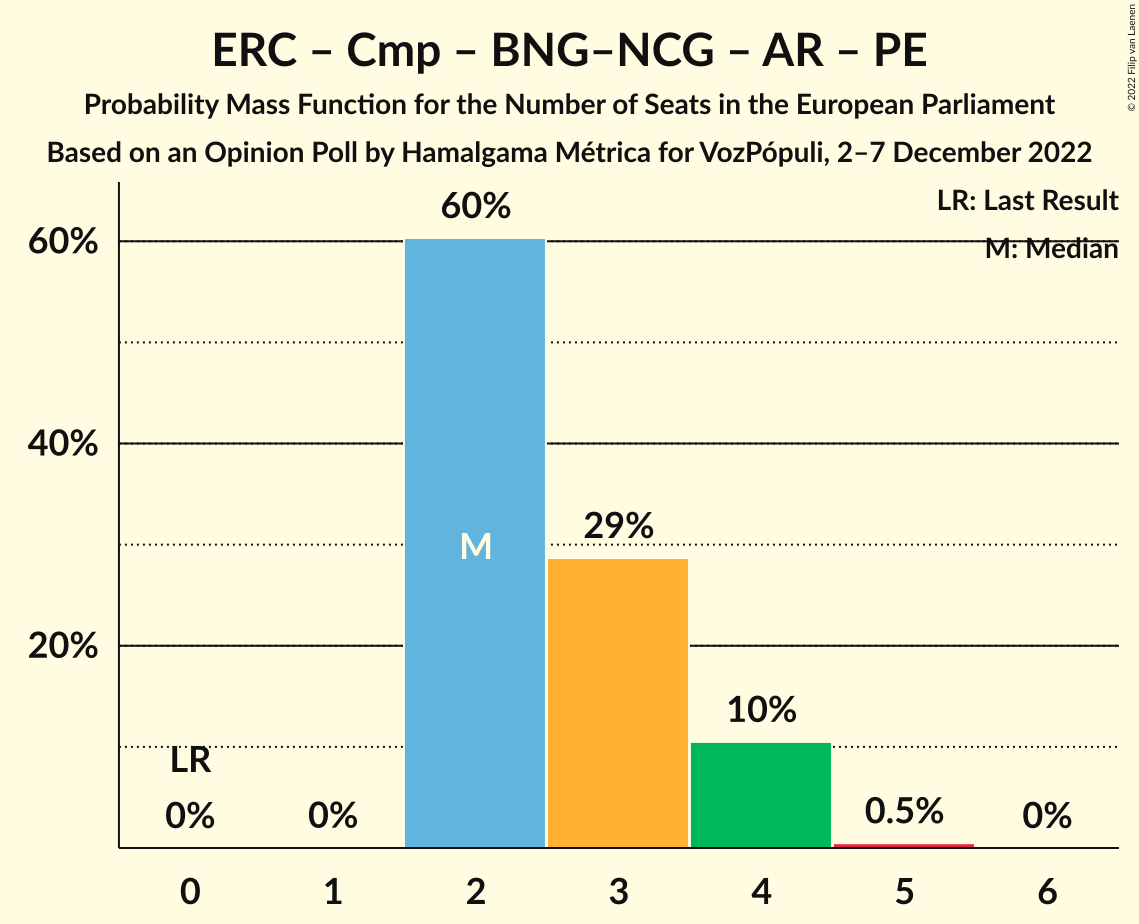 ERC – Cmp – BNG–NCG – AR – PE
Probability Mass Function for the Number of Seats in the European Parliament
Based on an Opinion Poll by Hamalgama Métrica for VozPópuli, 2–7 December 2022
© 2022 Filip van Laenen
LR: Last Result
M: Median
60%
40%
20%
60%
29%
10%
0.5%
0%
0%
0%
LR
M
0 1 2 3 4 5 6